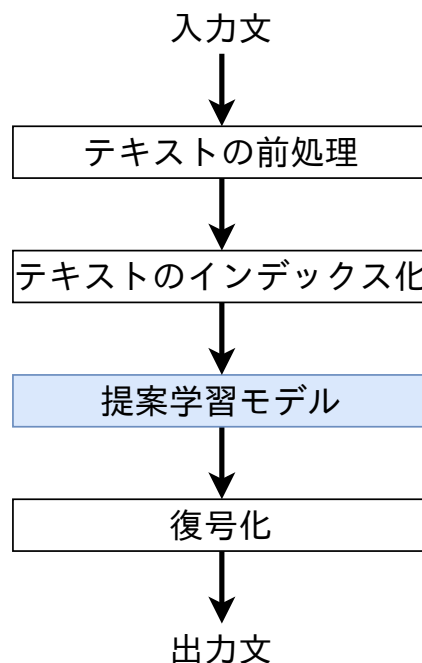 入力文
テキストの前処理
テキストのインデックス化
提案学習モデル
復号化
出力文